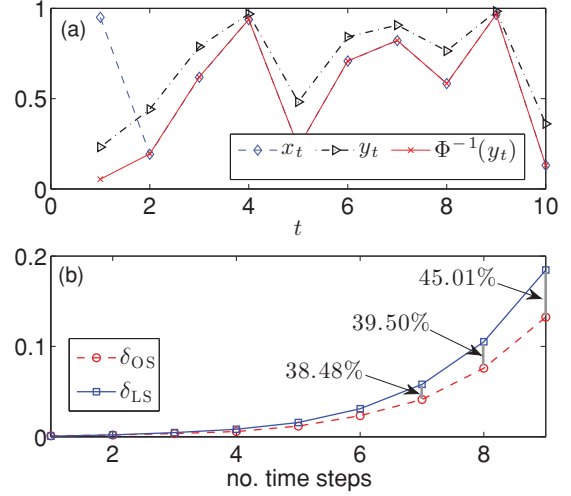 1
(a)
0.5
x_t
y_t
Φ⁻¹(y_t)
0
0 2 4 6 8 10
t
0.2
(b)
45.01%
39.50%
0.1
38.48%
δ_OS
δ_LS
0
2 4 6 8
no. time steps